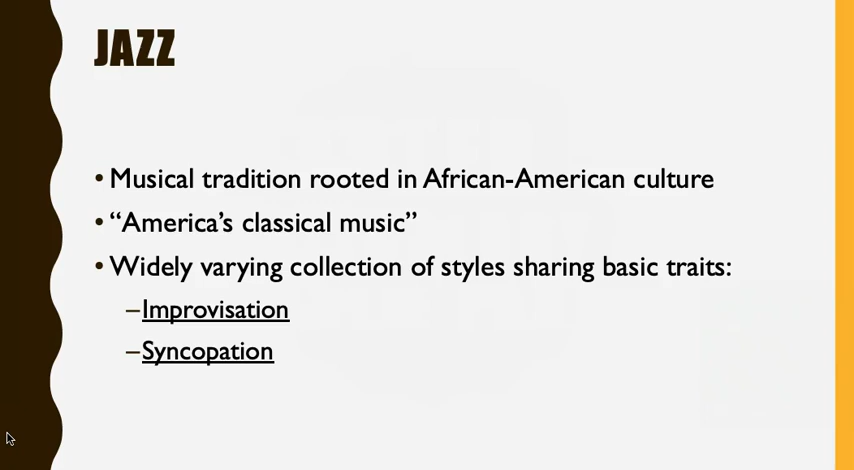 JAZZ
• Musical tradition rooted in African-American culture
• “America’s classical music”
• Widely varying collection of styles sharing basic traits:
–Improvisation
–Syncopation